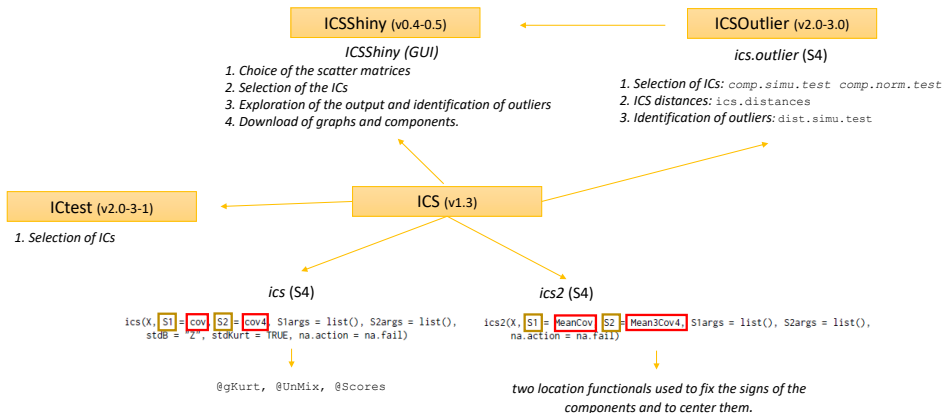 ICSShiny (v0.4-0.5)
ICSOutlier (v2.0-3.0)
ICSShiny (GUI)
1. Choice of the scatter matrices
2. Selection of the ICs
3. Exploration of the output and identification of outliers
4. Download of graphs and components.
ics.outlier (S4)
1. Selection of ICs: comp.simu.test comp.norm.test
2. ICS distances: ics.distances
3. Identification of outliers: dist.simu.test
ICtest (v2.0-3-1)
ICS (v1.3)
1. Selection of ICs
ics (S4)
ics(X, S1 = cov, S2 = cov4, S1args = list(), S2args = list(),
stdB = "Z", stdKurt = TRUE, na.action = na.fail)
@gKurt, @UnMix, @Scores
ics2 (S4)
ics2(X, S1 = MeanCov, S2 = Mean3Cov4, S1args = list(), S2args = list(),
na.action = na.fail)
two location functionals used to fix the signs of the
components and to center them.